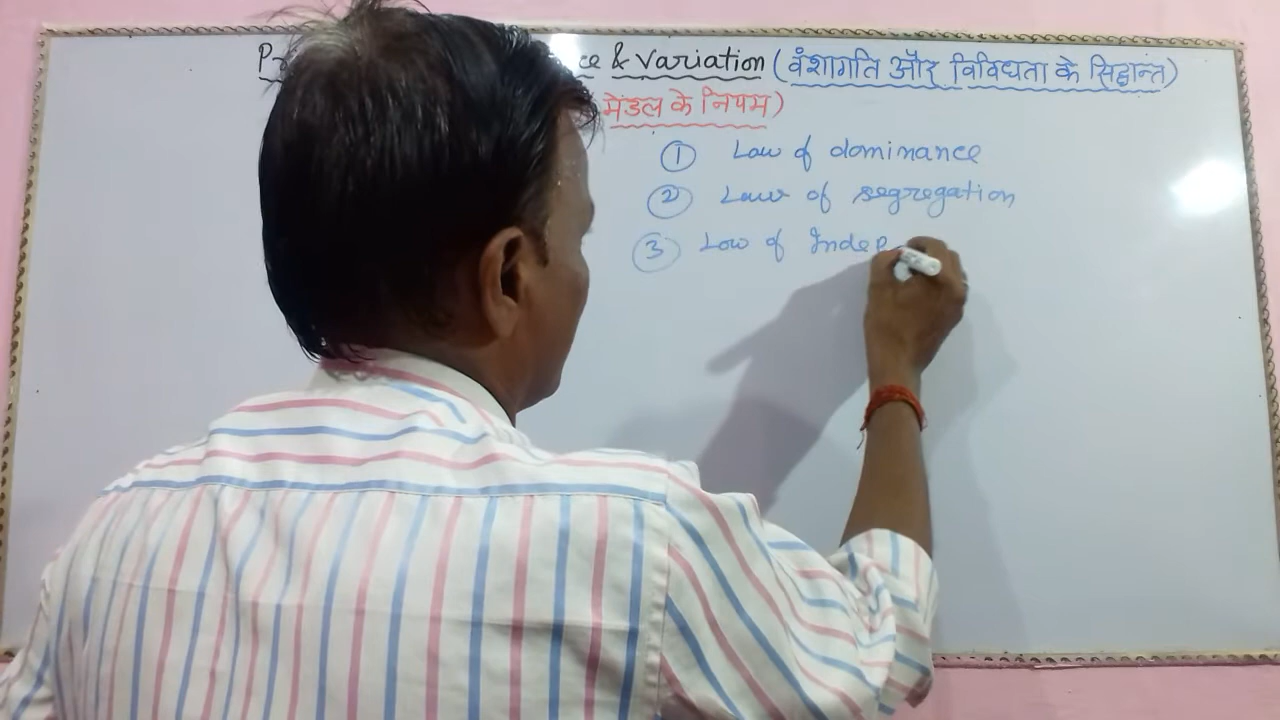 & Variation (वंशागति और विविधता के सिद्धान्त)
मेंडल के नियम)
① Law of dominance
② Law of segregation
③ Law of Indep